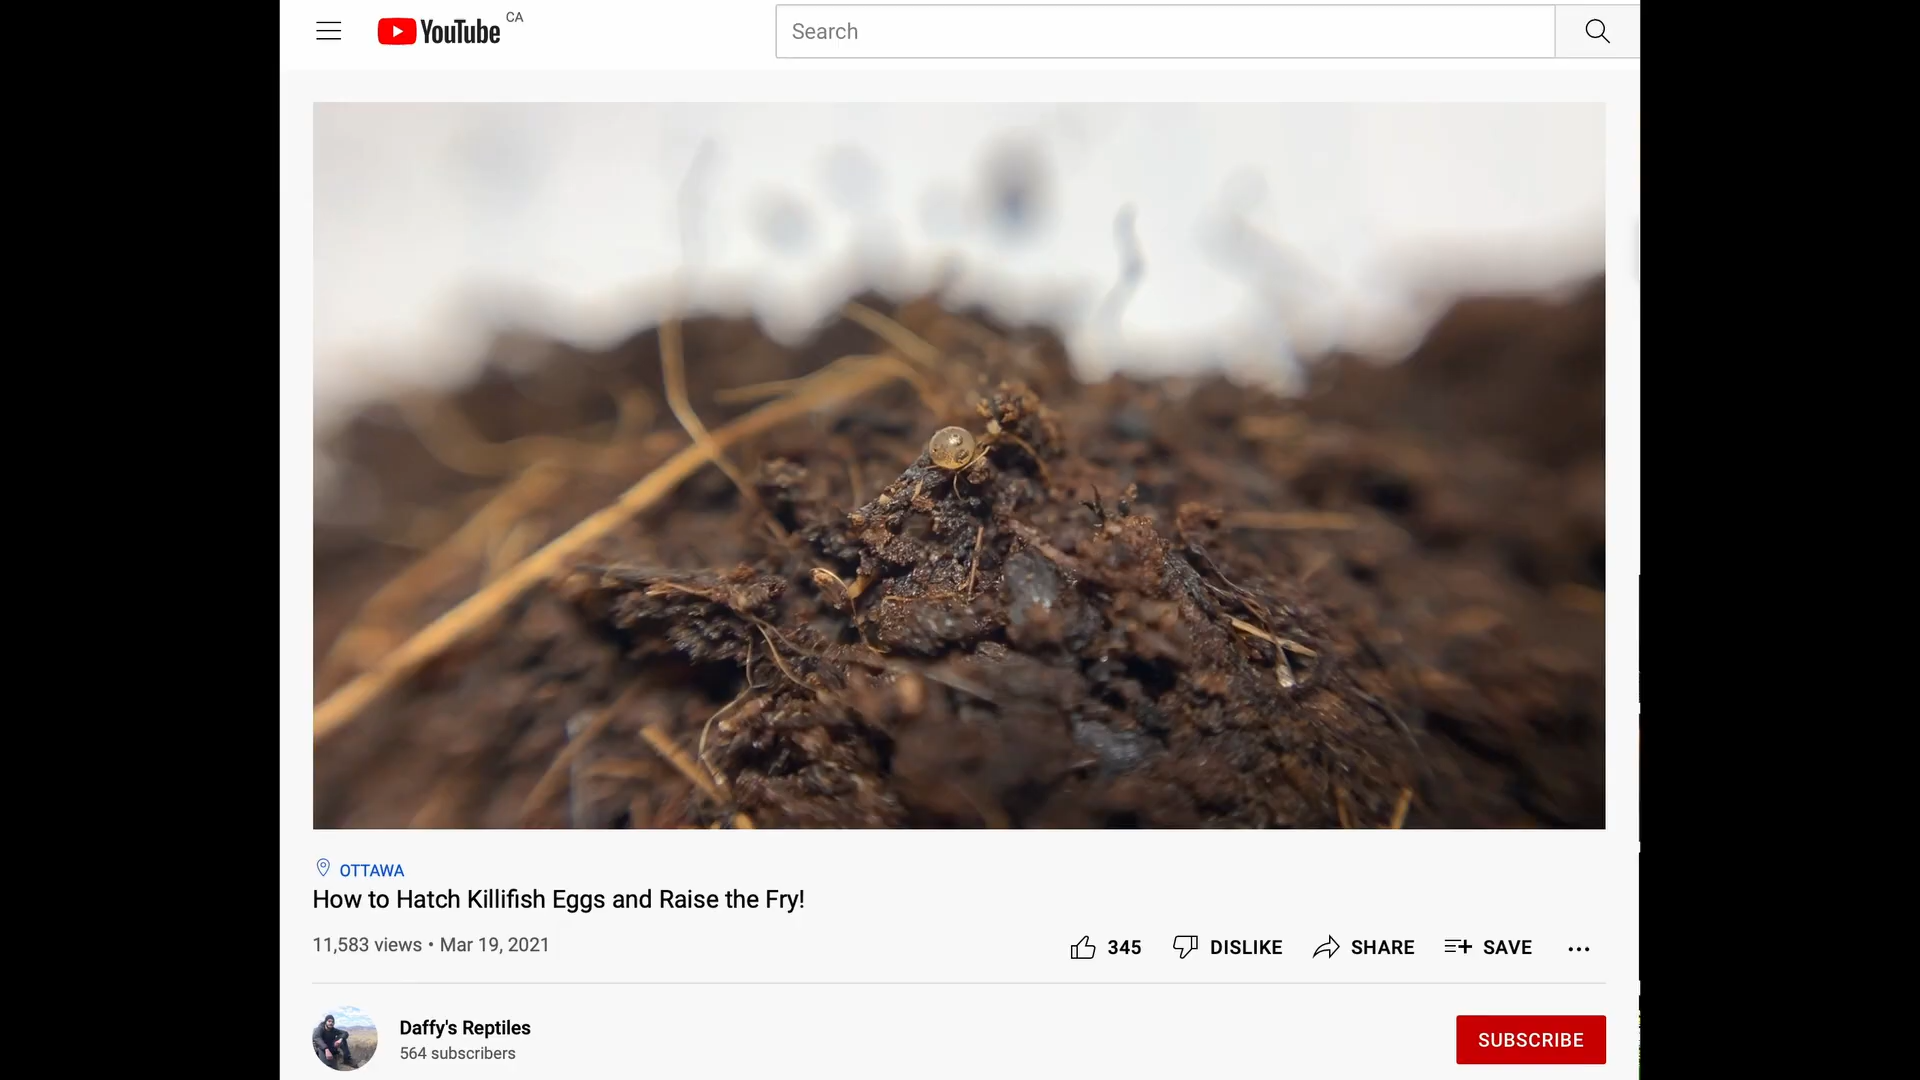 YouTube CA
Search
OTTAWA
How to Hatch Killifish Eggs and Raise the Fry!
11,583 views • Mar 19, 2021
345 DISLIKE SHARE SAVE
Daffy's Reptiles
564 subscribers
SUBSCRIBE